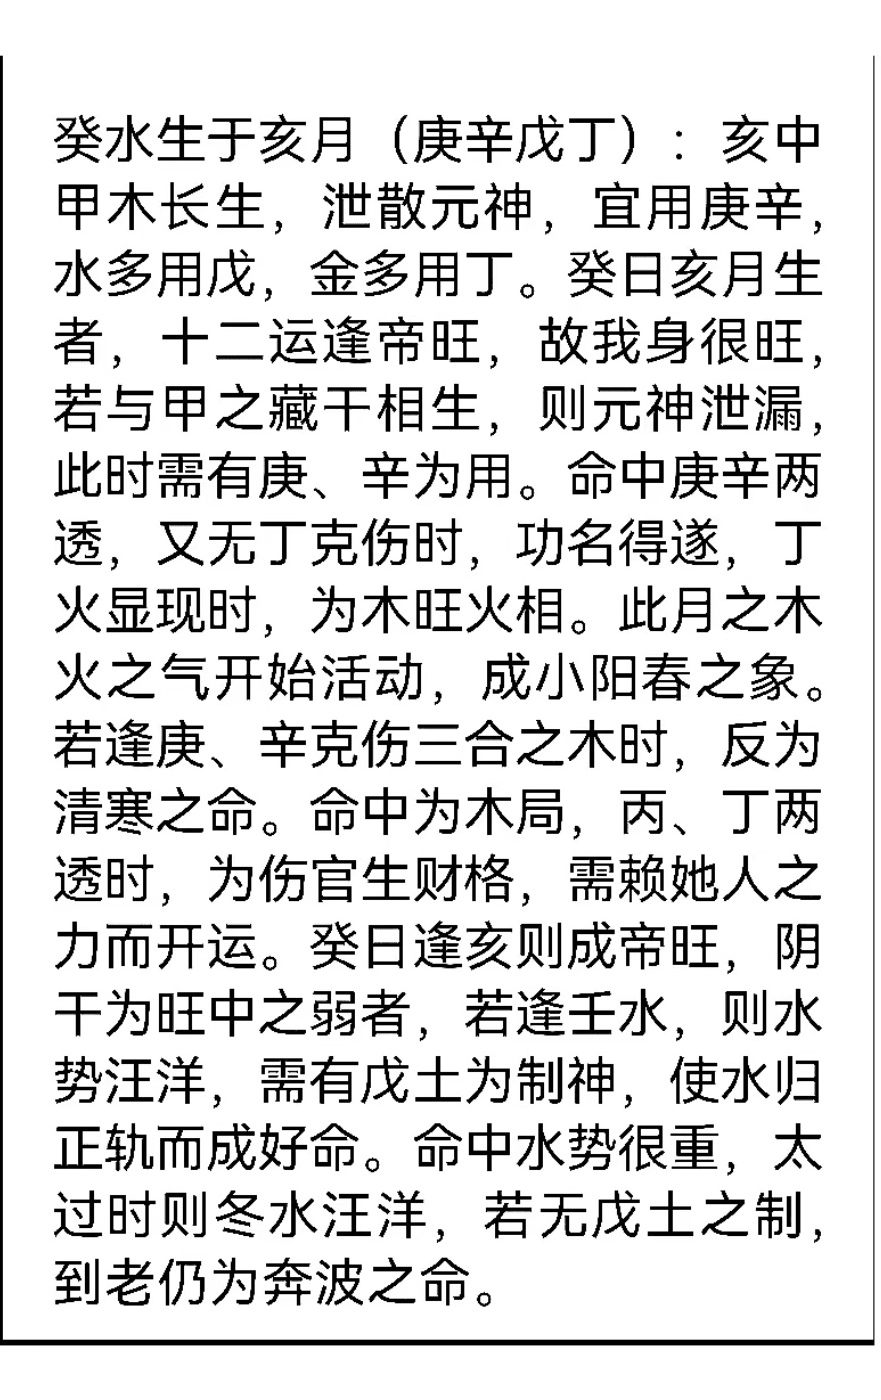 癸水生于亥月（庚辛戊丁）：亥中
甲木长生，泄散元神，宜用庚辛，
水多用戊，金多用丁。癸日亥月生
者，十二运逢帝旺，故我身很旺，
若与甲之藏干相生，则元神泄漏，
此时需有庚、辛为用。命中庚辛两
透，又无丁克伤时，功名得遂，丁
火显现时，为木旺火相。此月之木
火之气开始活动，成小阳春之象。
若逢庚、辛克伤三合之木时，反为
清寒之命。命中为木局，丙、丁两
透时，为伤官生财格，需赖她人之
力而开运。癸日逢亥则成帝旺，阴
干为旺中之弱者，若逢壬水，则水
势汪洋，需有戊土为制神，使水归
正轨而成好命。命中水势很重，太
过时则冬水汪洋，若无戊土之制，
到老仍为奔波之命。